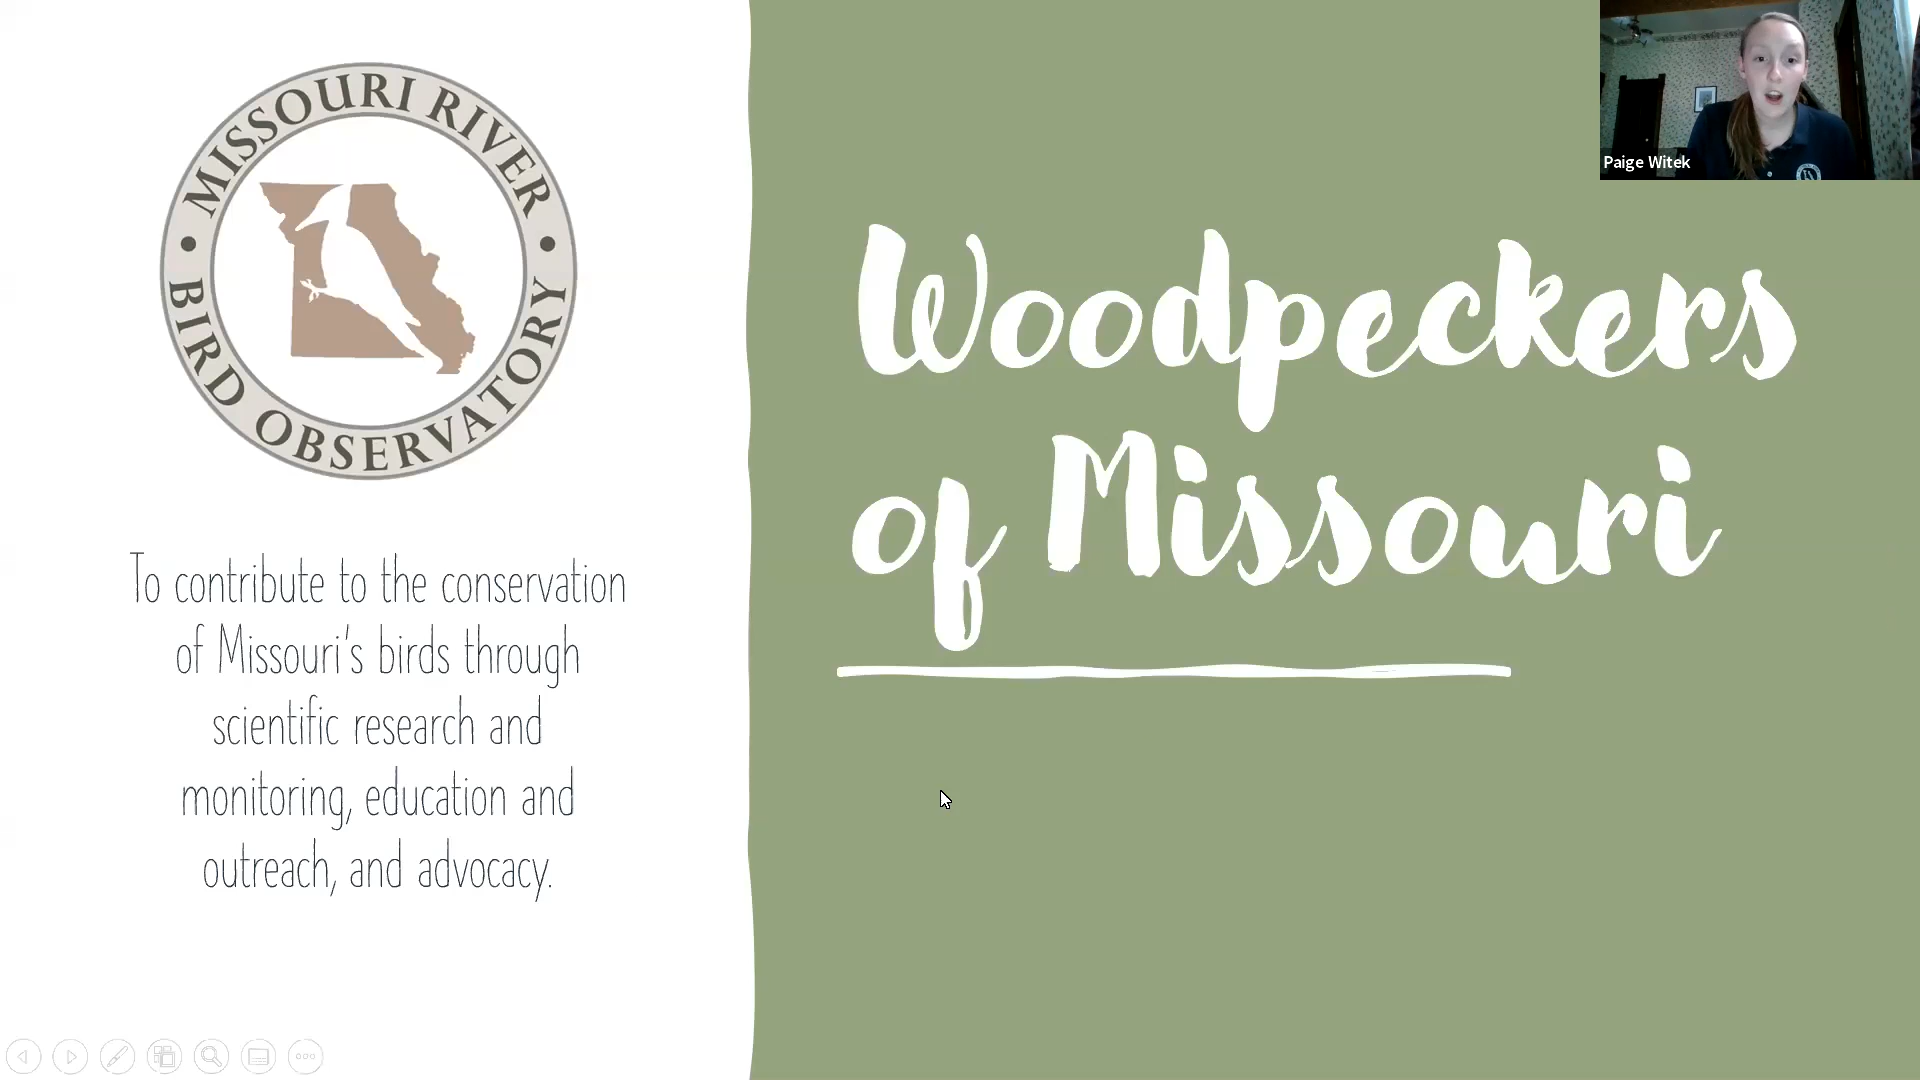 MISSOURI RIVER
BIRD OBSERVATORY
To contribute to the conservation
of Missouri's birds through
scientific research and
monitoring, education and
outreach, and advocacy.
Woodpeckers
of Missouri
Paige Witek